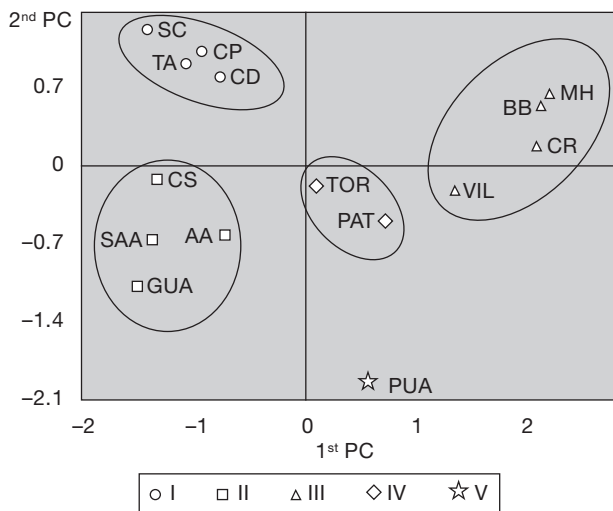 2nd PC
SC
CP
TA
CD
0.7
MH
BB
CR
0
CS
TOR
VIL
PAT
SAA
AA
−0.7
GUA
−1.4
PUA
−2.1
−2 −1 0 1 2
1st PC
I II III IV V